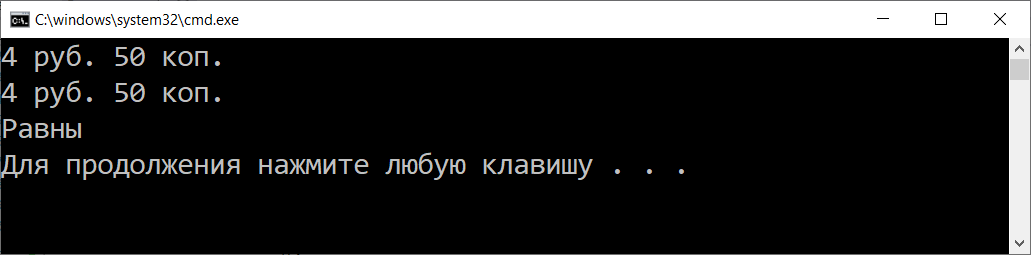 C:\windows\system32\cmd.exe
4 руб. 50 коп.
4 руб. 50 коп.
Равны
Для продолжения нажмите любую клавишу . . .